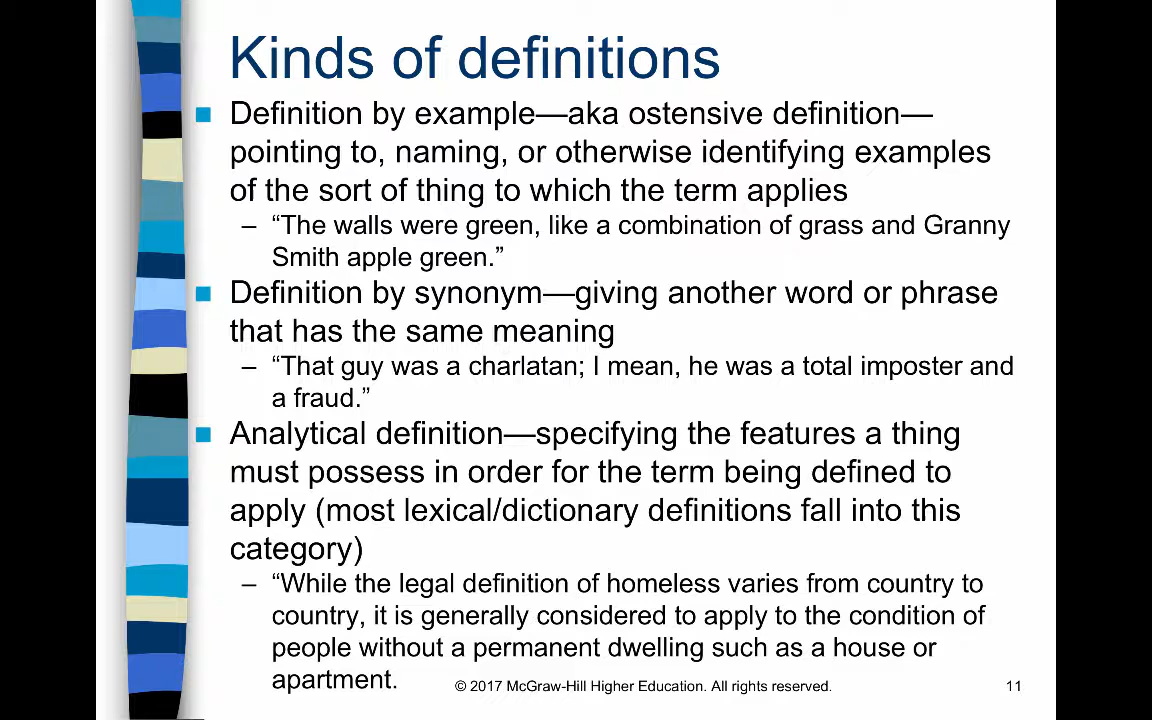 Kinds of definitions
■ Definition by example—aka ostensive definition—
pointing to, naming, or otherwise identifying examples
of the sort of thing to which the term applies
– “The walls were green, like a combination of grass and Granny
Smith apple green.”
■ Definition by synonym—giving another word or phrase
that has the same meaning
– “That guy was a charlatan; I mean, he was a total imposter and
a fraud.”
■ Analytical definition—specifying the features a thing
must possess in order for the term being defined to
apply (most lexical/dictionary definitions fall into this
category)
– “While the legal definition of homeless varies from country to
country, it is generally considered to apply to the condition of
people without a permanent dwelling such as a house or
apartment.
© 2017 McGraw-Hill Higher Education. All rights reserved.
11